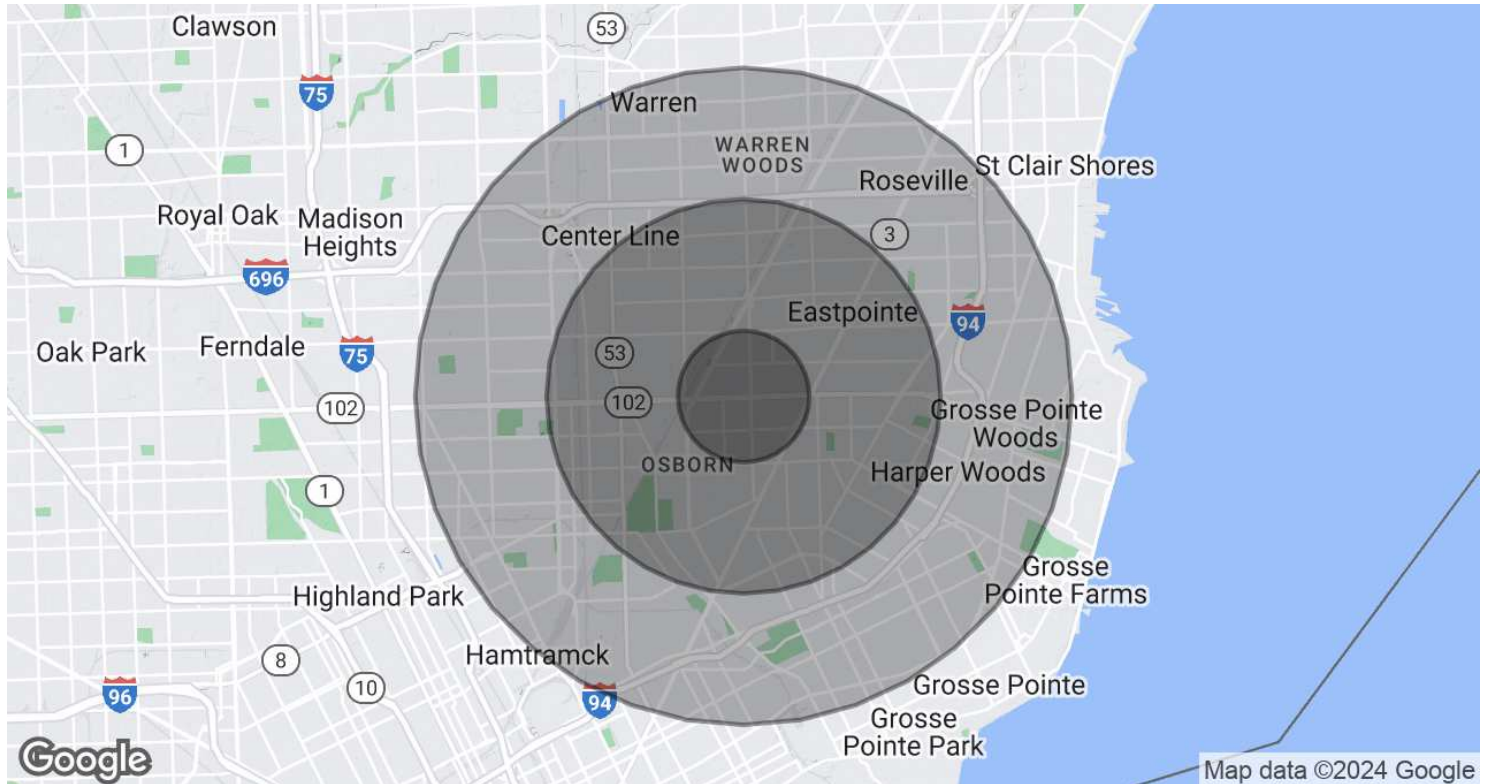 Clawson
53
75
Warren
1
WARREN
WOODS
St Clair Shores
Roseville
Royal Oak
Madison
Heights
Center Line
3
696
Eastpointe
94
Oak Park
Ferndale
75
53
102
102
Grosse Pointe
Woods
OSBORN
Harper Woods
1
Highland Park
Grosse
Pointe Farms
Hamtramck
8
10
96
94
Grosse Pointe
Grosse
Pointe Park
Google
Map data ©2024 Google